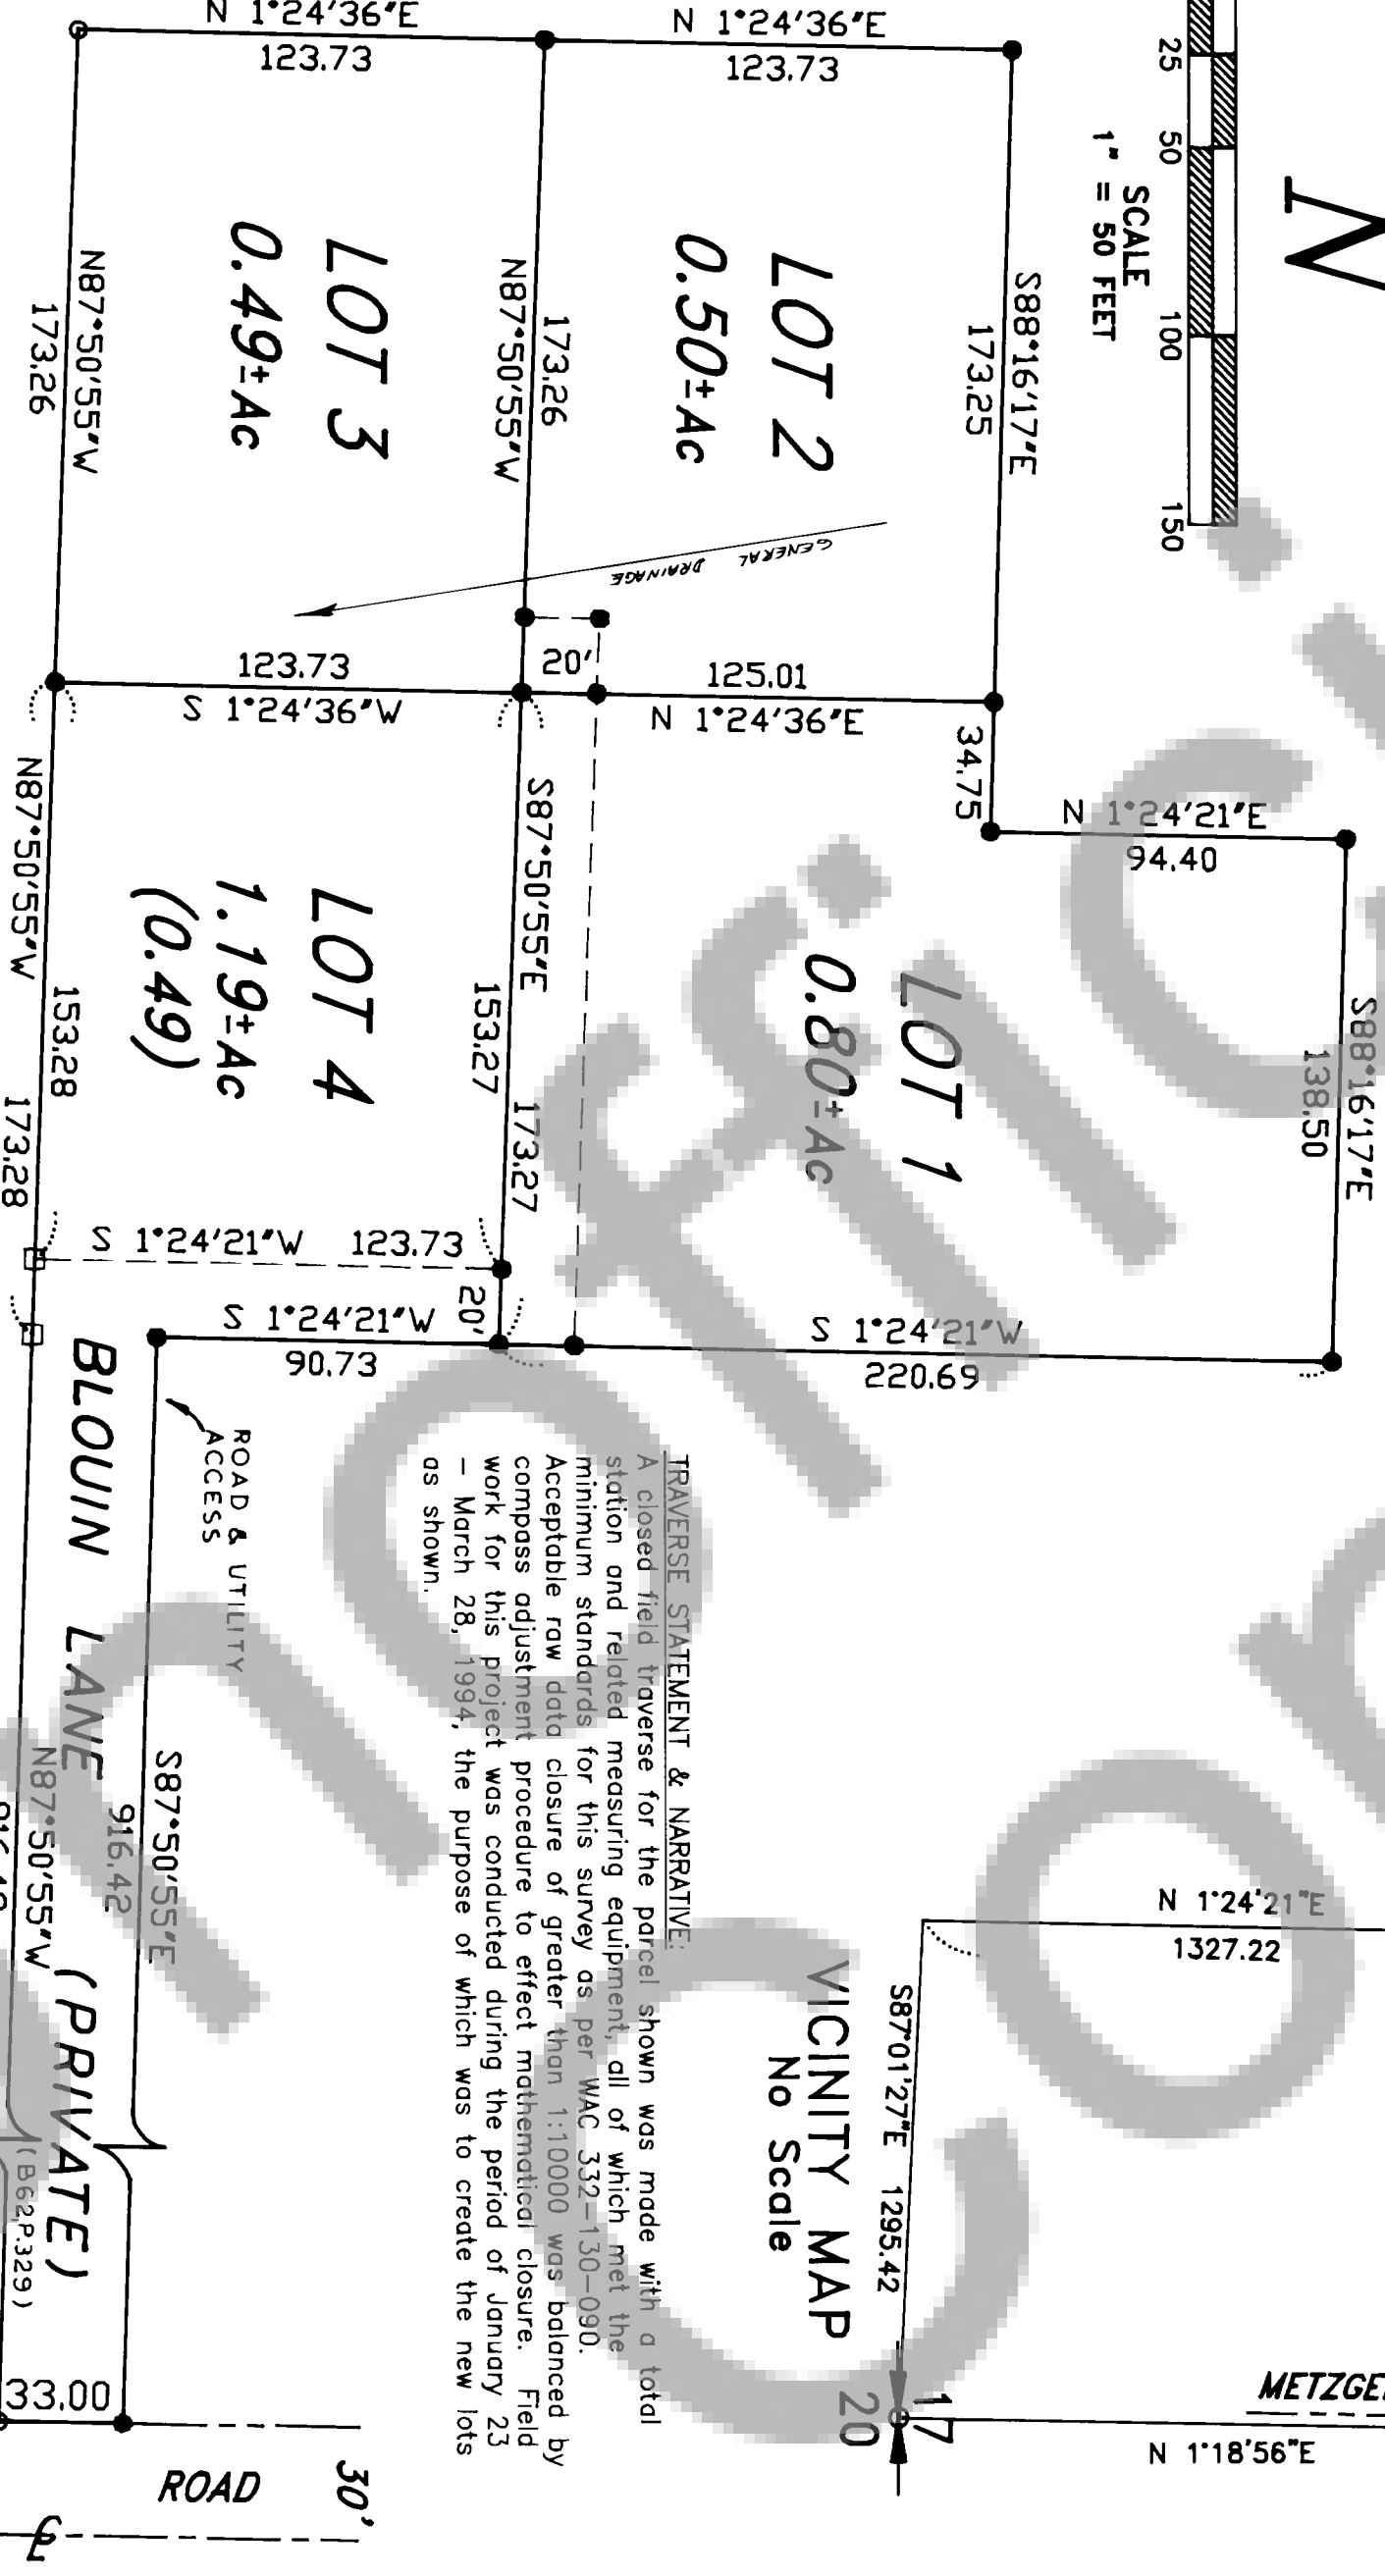 N
25 50 100 150
SCALE
1" = 50 FEET
S88°16'17"E
138.50
N 1°24'21"E
94.40
S88°16'17"E
173.25
34.75
N 1°24'36"E
123.73
LOT 2
0.50±Ac
125.01
N 1°24'36"E
20'
LOT 1
0.80±Ac
S 1°24'21"W
220.69
GENERAL DRAINAGE
173.26
N87°50'55"W
S87°50'55"E
153.27
173.27
20'
N 1°24'36"E
123.73
LOT 3
0.49±Ac
123.73
S 1°24'36"W
LOT 4
1.19±Ac
(0.49)
S 1°24'21"W 123.73
S 1°24'21"W
90.73
N87°50'55"W
173.26
N87°50'55"W
153.28
173.28
ROAD & UTILITY
ACCESS
BLOUIN LANE (PRIVATE)
S87°50'55"E
916.42
N87°50'55"W
(B62,P.329)
33.00
TRAVERSE STATEMENT & NARRATIVE:
A closed field traverse for the parcel shown was made with a total
station and related measuring equipment, all of which met the
minimum standards for this survey as per WAC 332-130-090.
Acceptable raw data closure of greater than 1:10000 was balanced by
compass adjustment procedure to effect mathematical closure. Field
work for this project was conducted during the period of January 23
- March 28, 1994, the purpose of which was to create the new lots
as shown.
N 1°24'21"E
1327.22
S87°01'27"E 1295.42
VICINITY MAP
No Scale
17
20
METZGE
N 1°18'56"E
30'
ROAD
℄